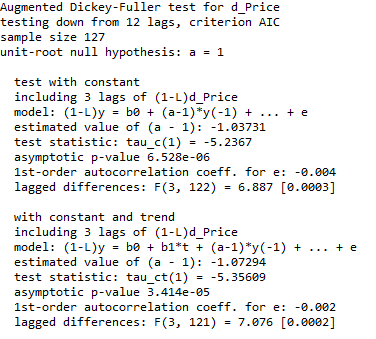 Augmented Dickey-Fuller test for d_Price
testing down from 12 lags, criterion AIC
sample size 127
unit-root null hypothesis: a = 1
test with constant
including 3 lags of (1-L)d_Price
model: (1-L)y = b0 + (a-1)*y(-1) + ... + e
estimated value of (a - 1): -1.03731
test statistic: tau_c(1) = -5.2367
asymptotic p-value 6.528e-06
1st-order autocorrelation coeff. for e: -0.004
lagged differences: F(3, 122) = 6.887 [0.0003]
with constant and trend
including 3 lags of (1-L)d_Price
model: (1-L)y = b0 + b1*t + (a-1)*y(-1) + ... + e
estimated value of (a - 1): -1.07294
test statistic: tau_ct(1) = -5.35609
asymptotic p-value 3.414e-05
1st-order autocorrelation coeff. for e: -0.002
lagged differences: F(3, 121) = 7.076 [0.0002]